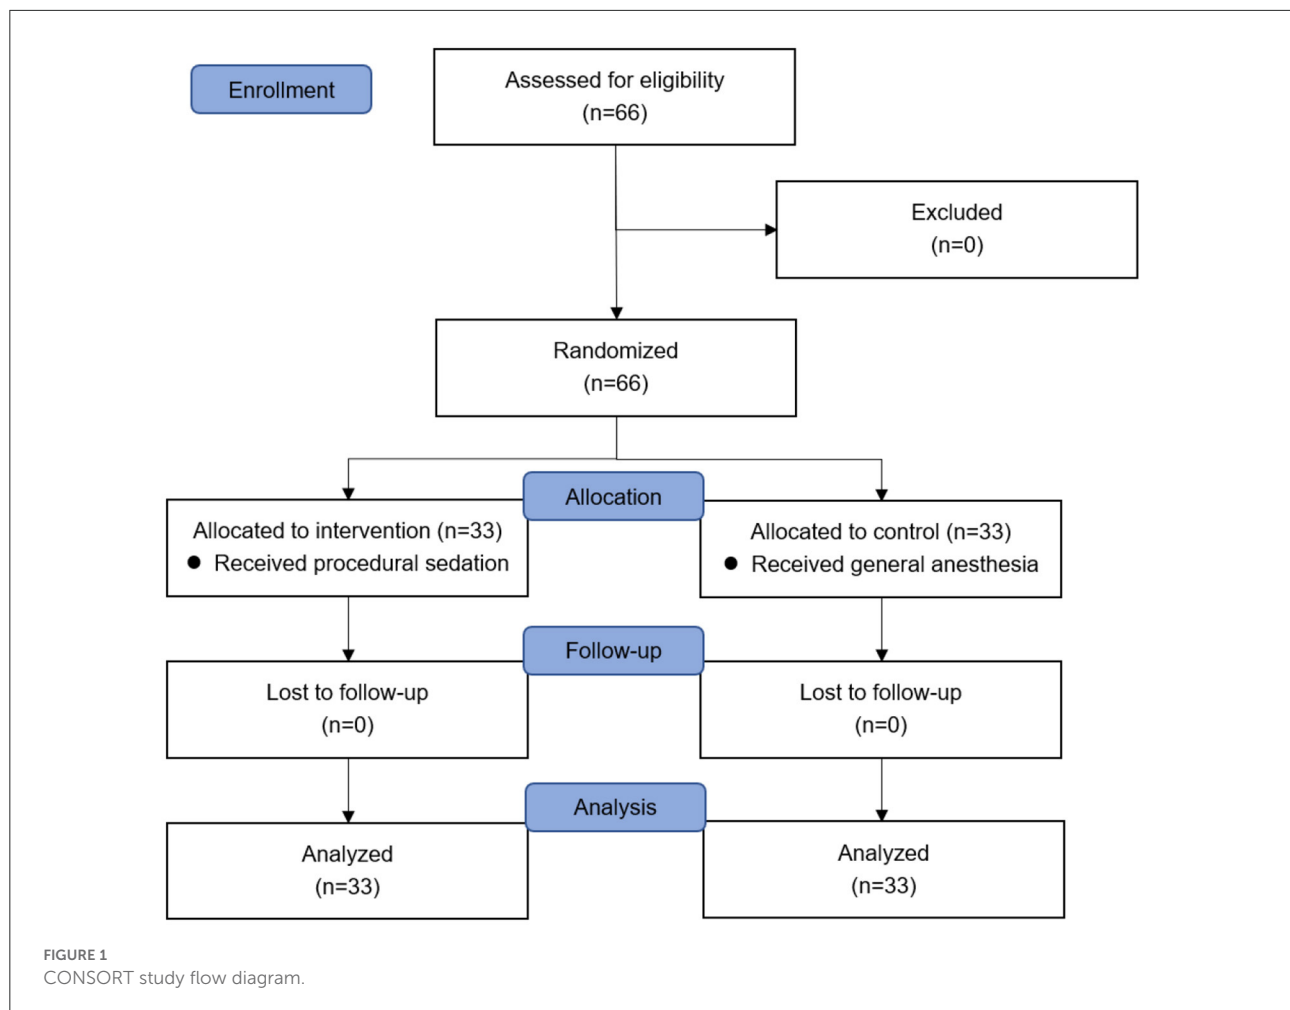 Enrollment
Assessed for eligibility
(n=66)
Excluded
(n=0)
Randomized
(n=66)
Allocation
Allocated to intervention (n=33)
● Received procedural sedation
Allocated to control (n=33)
● Received general anesthesia
Follow-up
Lost to follow-up
(n=0)
Lost to follow-up
(n=0)
Analysis
Analyzed
(n=33)
Analyzed
(n=33)
FIGURE 1
CONSORT study flow diagram.